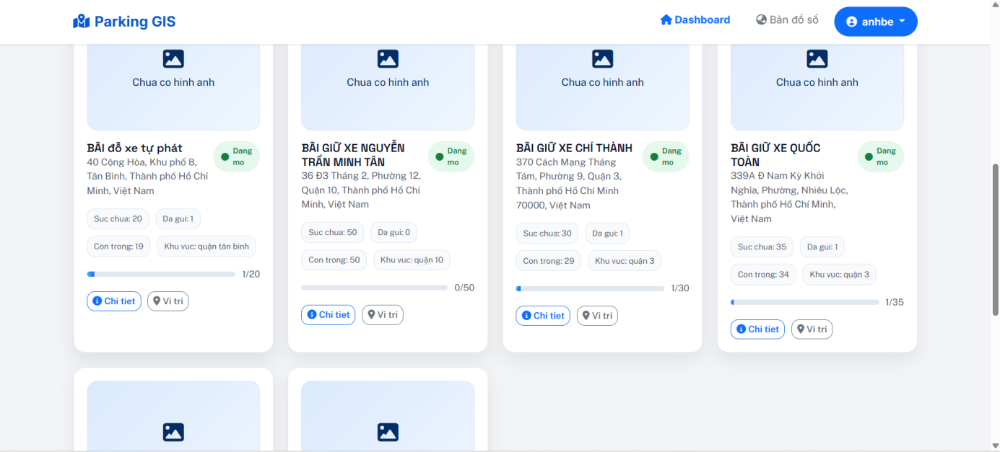 Parking GIS
Dashboard
Bản đồ số
anhbe
Chua co hinh anh
Chua co hinh anh
Chua co hinh anh
Chua co hinh anh
BÃI đỗ xe tự phát
40 Cộng Hòa, Khu phố 8,
Tân Bình, Thành phố Hồ Chí
Minh, Việt Nam
Dang
mo
Suc chua: 20
Da gui: 1
Con trong: 19
Khu vuc: quận tân bình
1/20
Chi tiet
Vi tri
BÃI GIỮ XE NGUYỄN
TRẦN MINH TÂN
36 Đ3 Tháng 2, Phường 12,
Quận 10, Thành phố Hồ Chí
Minh, Việt Nam
Dang
mo
Suc chua: 50
Da gui: 0
Con trong: 50
Khu vuc: quận 10
0/50
Chi tiet
Vi tri
BÃI GIỮ XE CHÍ THÀNH
370 Cách Mạng Tháng
Tám, Phường 9, Quận 3,
Thành phố Hồ Chí Minh
70000, Việt Nam
Dang
mo
Suc chua: 30
Da gui: 1
Con trong: 29
Khu vuc: quận 3
1/30
Chi tiet
Vi tri
BÃI GIỮ XE QUỐC
TOÀN
339A Đ Nam Kỳ Khởi
Nghĩa, Phường, Nhiêu Lộc,
Thành phố Hồ Chí Minh,
Việt Nam
Dang
mo
Suc chua: 35
Da gui: 1
Con trong: 34
Khu vuc: quận 3
1/35
Chi tiet
Vi tri